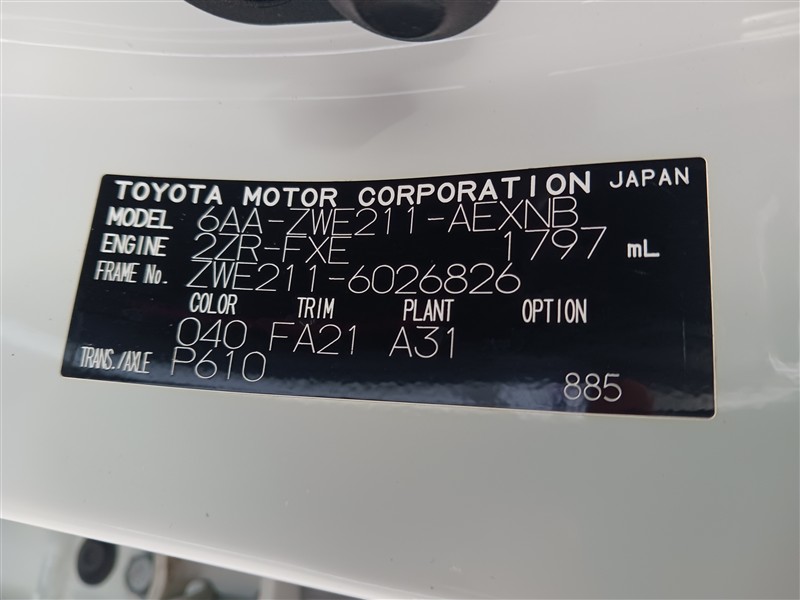 TOYOTA MOTOR CORPORATION JAPAN
MODEL 6AA-ZWE211-AEXNB
ENGINE 2ZR-FXE 1797 mL
FRAME No. ZWE211-6026826
COLOR TRIM PLANT OPTION
040 FA21 A31
TRANS./AXLE P610
885